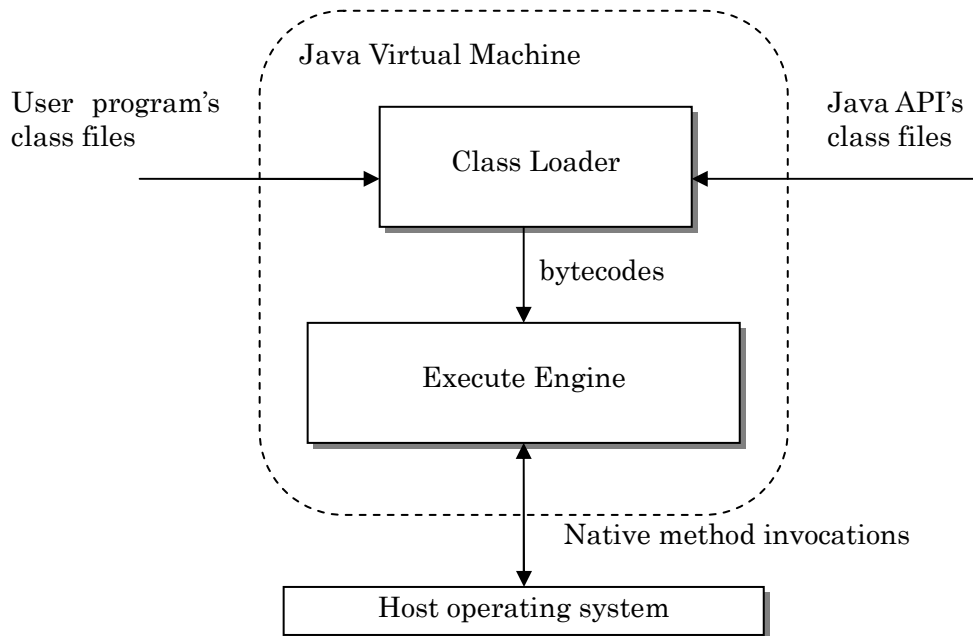 Java Virtual Machine
User program's
class files
Java API's
class files
Class Loader
bytecodes
Execute Engine
Native method invocations
Host operating system